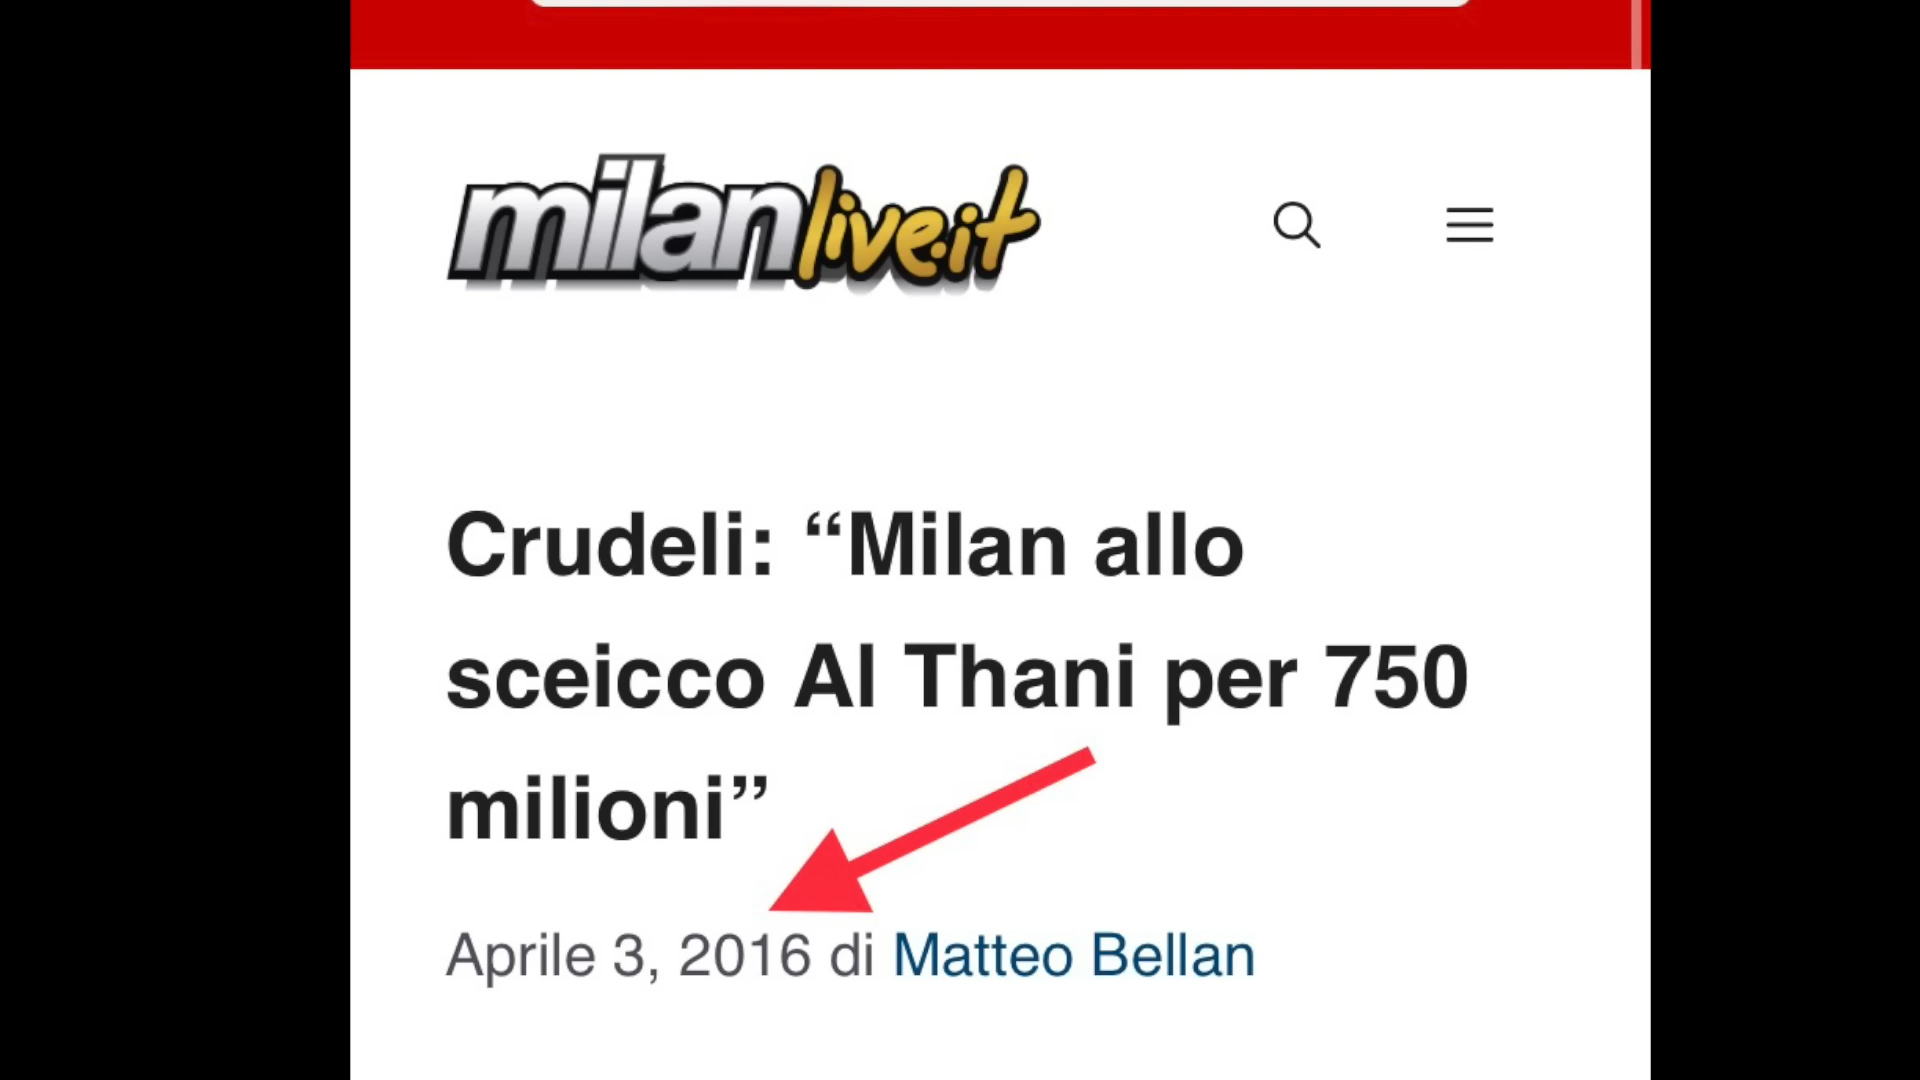 milanlive.it
Crudeli: “Milan allo
sceicco Al Thani per 750
milioni”
Aprile 3, 2016 di Matteo Bellan